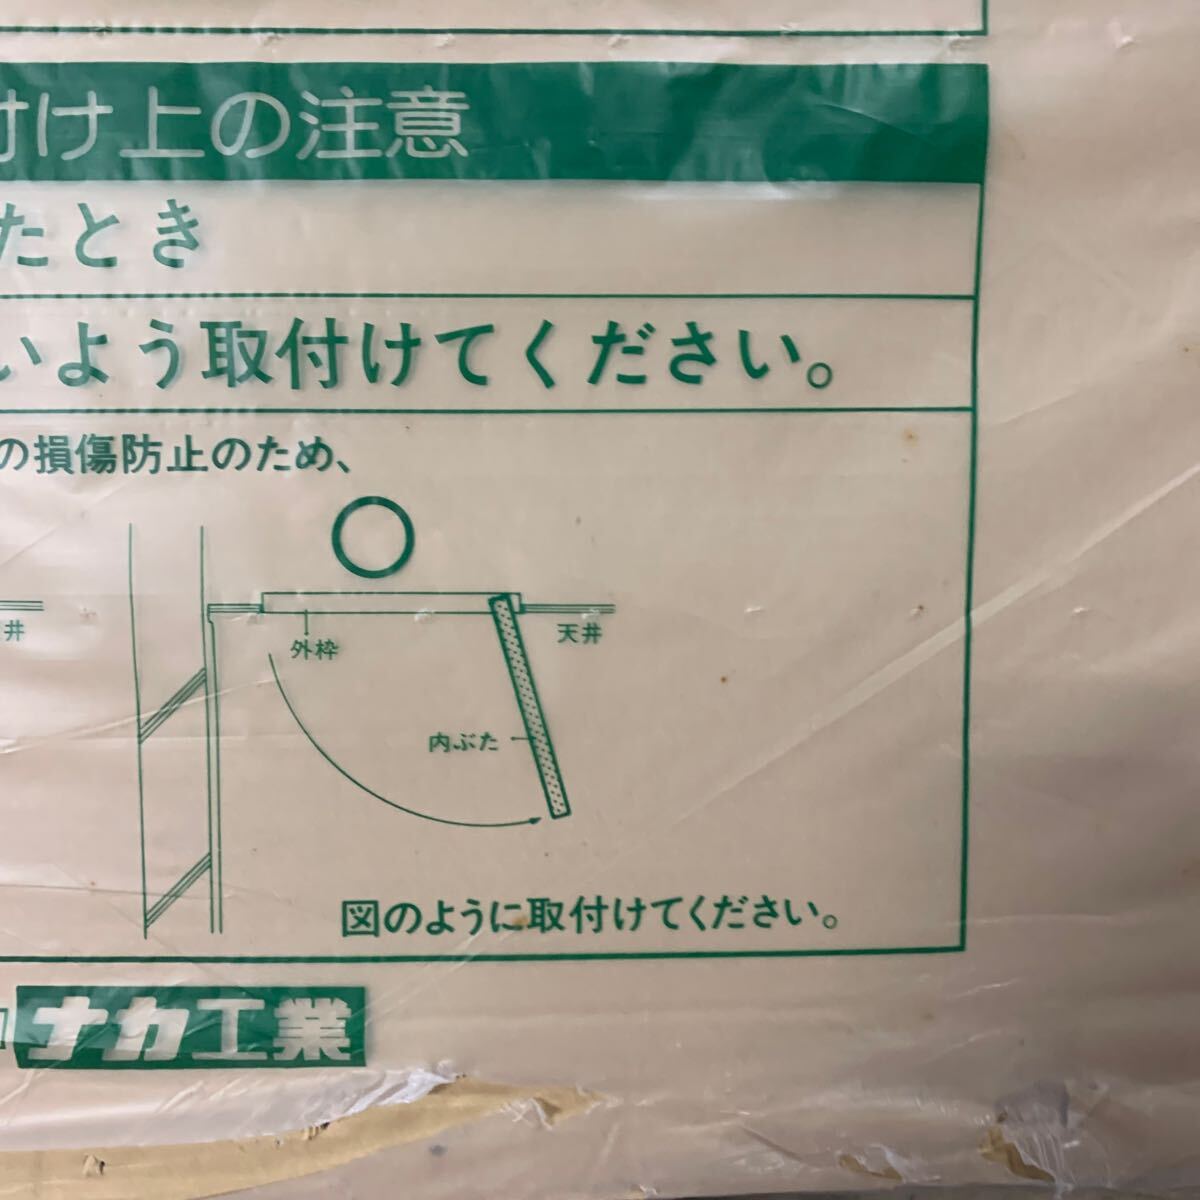 付け上の注意
たとき
いよう取付けてください。
の損傷防止のため、
井
外枠
天井
内ぶた
図のように取付けてください。
ナカ工業